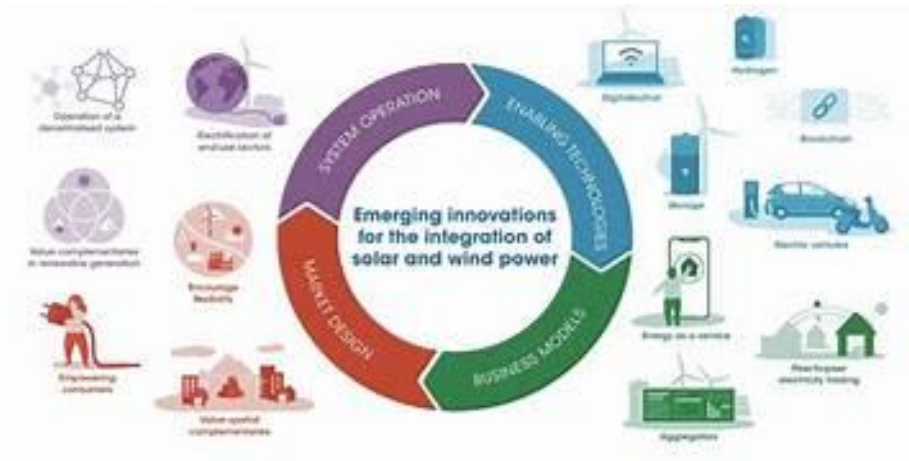 Emerging innovations
for the integration of
solar and wind power
SYSTEM OPERATION
ENABLING TECHNOLOGIES
BUSINESS MODELS
MARKET DESIGN
Operation of a
decentralised system
Electrification of
end-use sectors
Value complementarities
in renewable generation
Encourage
flexibility
Empowering
consumers
Value spatial
complementarities
Digitalisation
Hydrogen
Blockchain
Storage
Electric vehicles
Energy as a service
Peer-to-peer
electricity trading
Aggregators